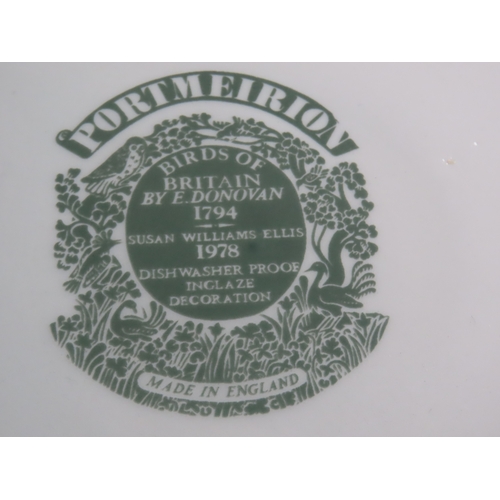 PORTMEIRION
BIRDS OF
BRITAIN
BY E. DONOVAN
1794
SUSAN WILLIAMS ELLIS
1978
DISHWASHER PROOF
INGLAZE
DECORATION
MADE IN ENGLAND